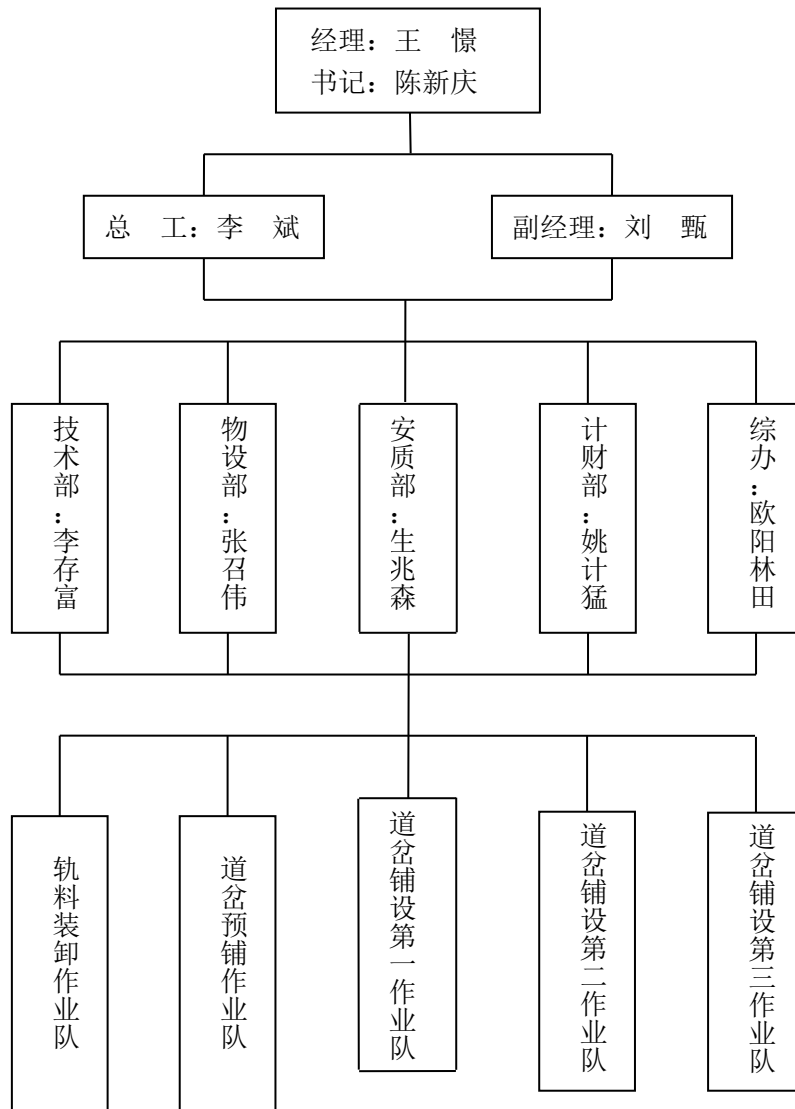 经理：王　憬
书记：陈新庆
总　工：李　斌
副经理：刘　甄
技术部：李存富
物设部：张召伟
安质部：生兆森
计财部：姚计猛
综办：欧阳林田
轨料装卸作业队
道岔预铺作业队
道岔铺设第一作业队
道岔铺设第二作业队
道岔铺设第三作业队